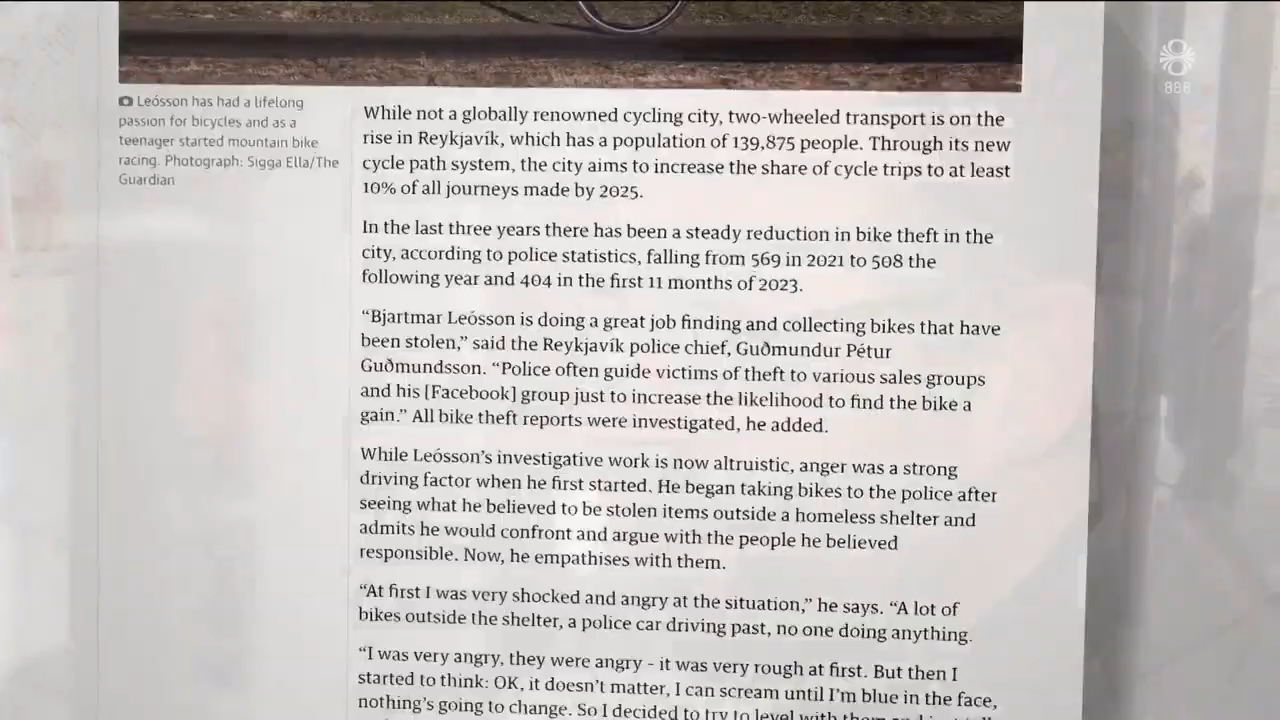 888
Leósson has had a lifelong
passion for bicycles and as a
teenager started mountain bike
racing. Photograph: Sigga Ella/The
Guardian
While not a globally renowned cycling city, two-wheeled transport is on the
rise in Reykjavík, which has a population of 139,875 people. Through its new
cycle path system, the city aims to increase the share of cycle trips to at least
10% of all journeys made by 2025.
In the last three years there has been a steady reduction in bike theft in the
city, according to police statistics, falling from 569 in 2021 to 508 the
following year and 404 in the first 11 months of 2023.
“Bjartmar Leósson is doing a great job finding and collecting bikes that have
been stolen,” said the Reykjavík police chief, Guðmundur Pétur
Guðmundsson. “Police often guide victims of theft to various sales groups
and his [Facebook] group just to increase the likelihood to find the bike a
gain.” All bike theft reports were investigated, he added.
While Leósson’s investigative work is now altruistic, anger was a strong
driving factor when he first started. He began taking bikes to the police after
seeing what he believed to be stolen items outside a homeless shelter and
admits he would confront and argue with the people he believed
responsible. Now, he empathises with them.
“At first I was very shocked and angry at the situation,” he says. “A lot of
bikes outside the shelter, a police car driving past, no one doing anything.
“I was very angry, they were angry – it was very rough at first. But then I
started to think: OK, it doesn’t matter, I can scream until I’m blue in the face,
nothing’s going to change. So I decided to try to level with them